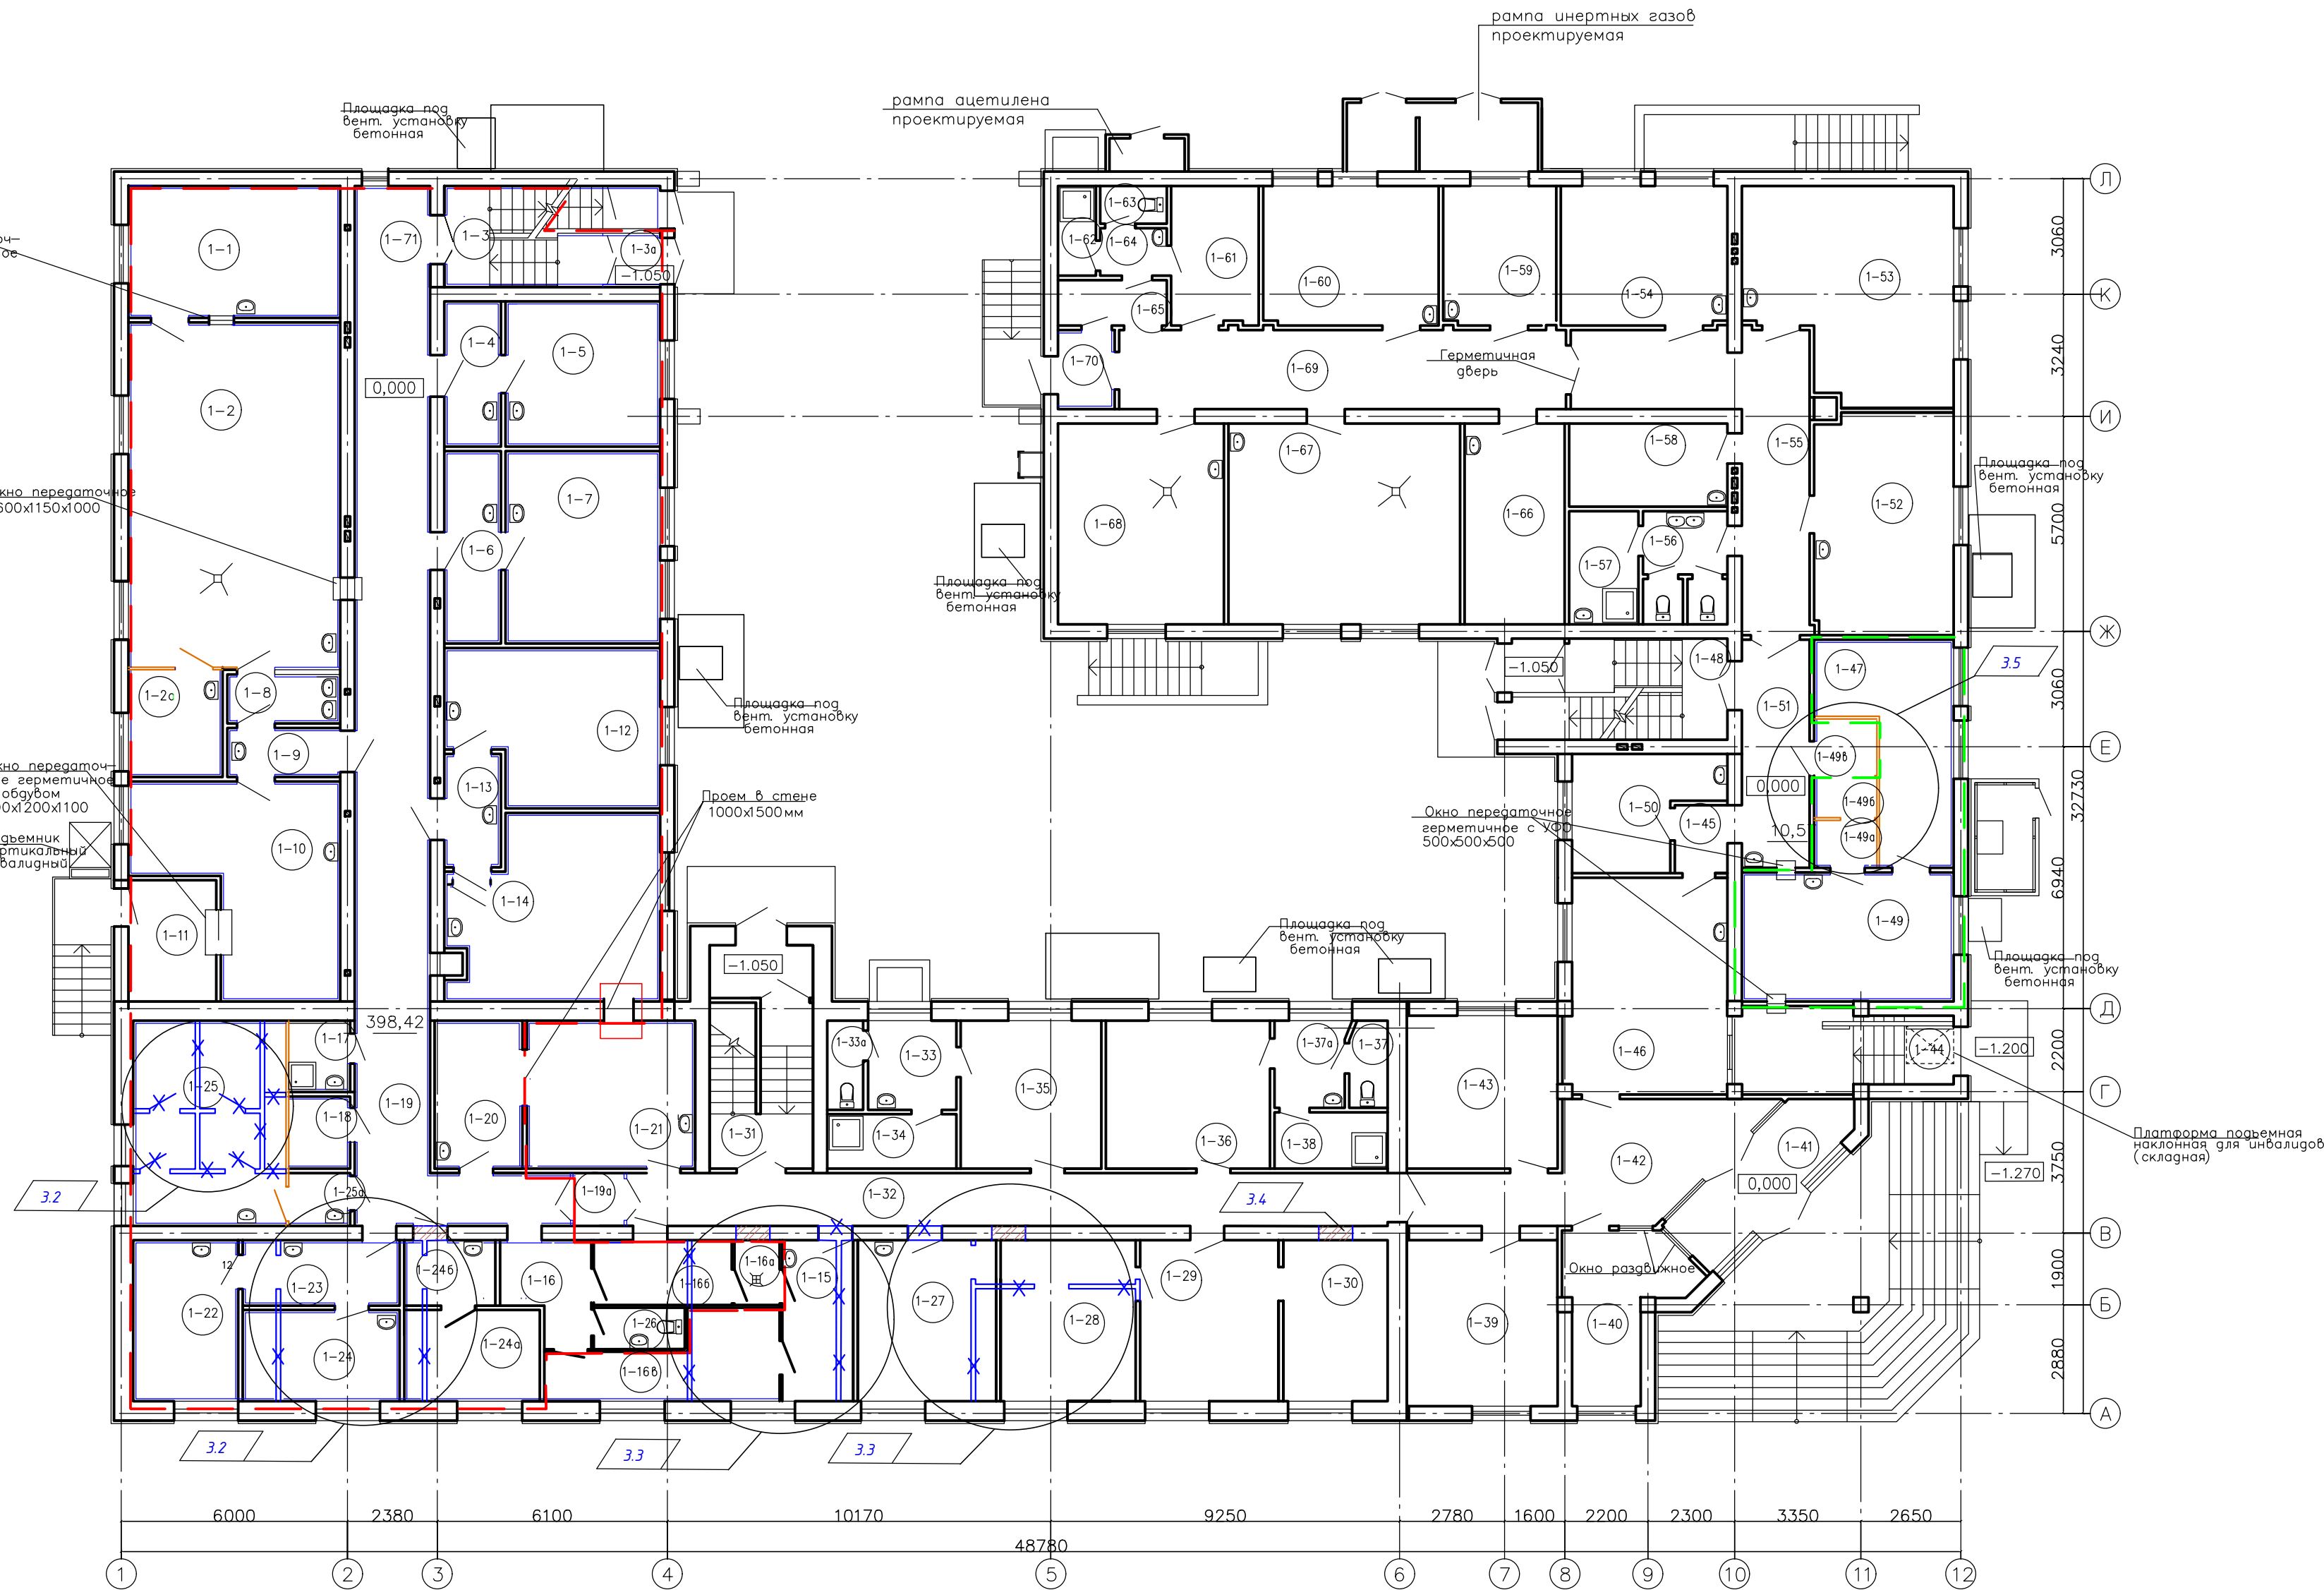 рампа инертных газов
проектируемая
рампа ацетилена
проектируемая
Площадка под
вент. установку
бетонная
Л
1-63
1-3
1-71
1-1
1-3а
1-62
1-64
1-61
3060
-1.050
1-60
1-59
1-54
1-53
К
1-65
1-4
1-5
1-70
1-69
Герметичная
дверь
3240
0,000
1-2
И
1-67
1-58
1-55
Площадка под
вент. установку
бетонная
передаточное
600х1150х1000
1-7
1-68
1-66
1-52
5700
1-6
1-57
1-56
Площадка под
вент. установку
бетонная
Ж
-1.050
1-48
1-47
3.5
1-2а
1-8
3060
1-51
Площадка под
вент. установку
бетонная
1-12
1-9
Е
1-49в
0,000
1-13
герметичное
обдувом
Проем в стене
1000х1500мм
1-50
1-45
1-49б
1-49а
10,5
32730
Окно передаточное
герметичное с УФО
500х500х500
1-10
1-14
6940
1-11
1-49
Площадка под
вент. установку
бетонная
Площадка под
вент. установку
бетонная
-1.050
Д
398,42
1-17
1-33а
1-33
1-37а
1-37
1-46
1-44
-1.200
2200
1-25
1-35
1-43
Г
1-18
1-19
1-20
1-21
1-31
1-34
1-36
1-38
1-41
1-42
Платформа подъемная
наклонная для инвалидов
(складная)
3750
-1.270
0,000
3.2
1-25а
1-19а
1-32
3.4
В
12
1-23
1-24б
1-16
1-16б
1-16а
1-15
1-29
1-30
Окно раздвижное
1900
1-22
1-27
1-28
1-39
1-40
Б
1-26
1-24
1-24а
1-16в
2880
А
3.2
3.3
3.3
6000
2380
6100
10170
9250
2780
1600
2200
2300
3350
2650
48780
1
2
3
4
5
6
7
8
9
10
11
12